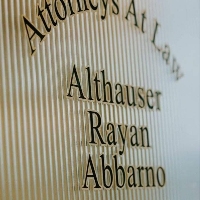 Attorneys At Law
Althauser
Rayan
Abbarno